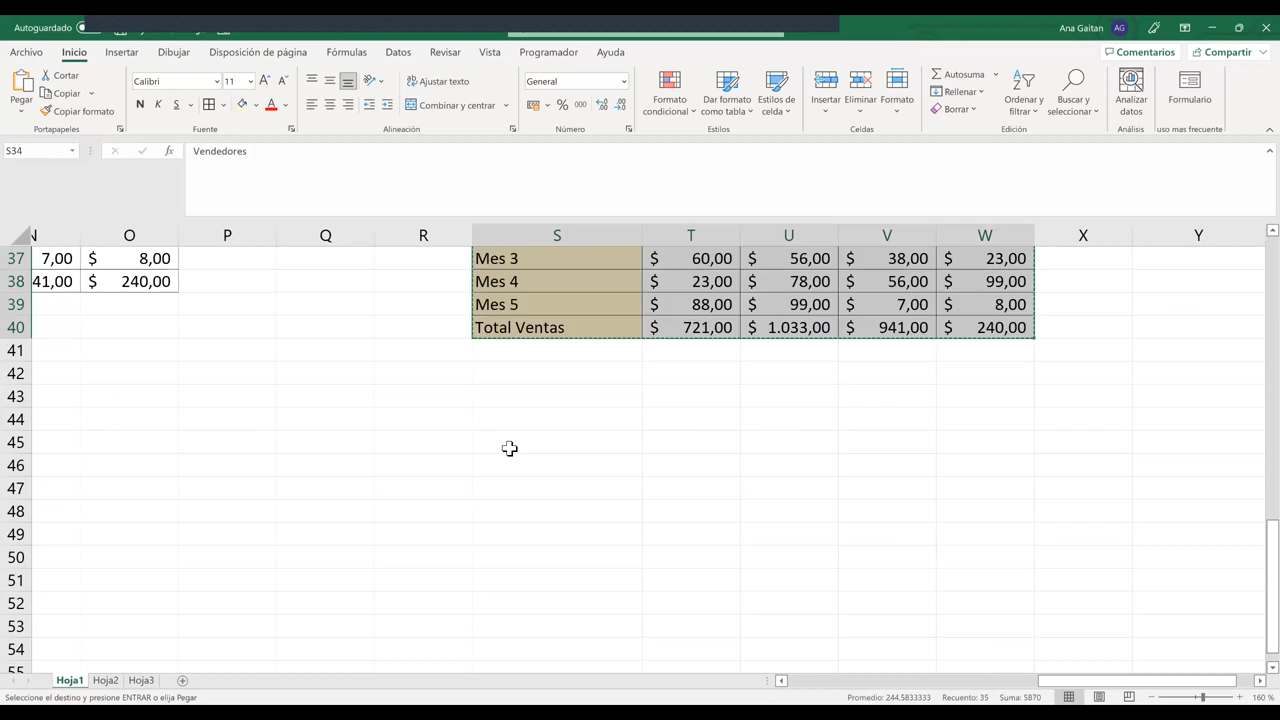 Autoguardado
Ana Gaitan AG
Archivo Inicio Insertar Dibujar Disposición de página Fórmulas Datos Revisar Vista Programador Ayuda Comentarios Compartir
Pegar
Cortar
Copiar
Copiar formato
Portapapeles
Calibri 11
N K S
Fuente
Ajustar texto
Combinar y centrar
Alineación
General
% 000
Número
Formato condicional
Dar formato como tabla
Estilos de celda
Estilos
Insertar Eliminar Formato
Celdas
Autosuma
Rellenar
Borrar
Ordenar y filtrar
Buscar y seleccionar
Edición
Analizar datos
Análisis
Formulario
uso mas frecuente
S34 fx Vendedores
N O P Q R S T U V W X Y
37 7,00 $ 8,00 Mes 3 $ 60,00 $ 56,00 $ 38,00 $ 23,00
38 41,00 $ 240,00 Mes 4 $ 23,00 $ 78,00 $ 56,00 $ 99,00
39 Mes 5 $ 88,00 $ 99,00 $ 7,00 $ 8,00
40 Total Ventas $ 721,00 $ 1.033,00 $ 941,00 $ 240,00
41
42
43
44
45
46
47
48
49
50
51
52
53
54
55
Hoja1 Hoja2 Hoja3
Seleccione el destino y presione ENTRAR o elija Pegar Promedio: 244,5833333 Recuento: 35 Suma: 5870 160 %